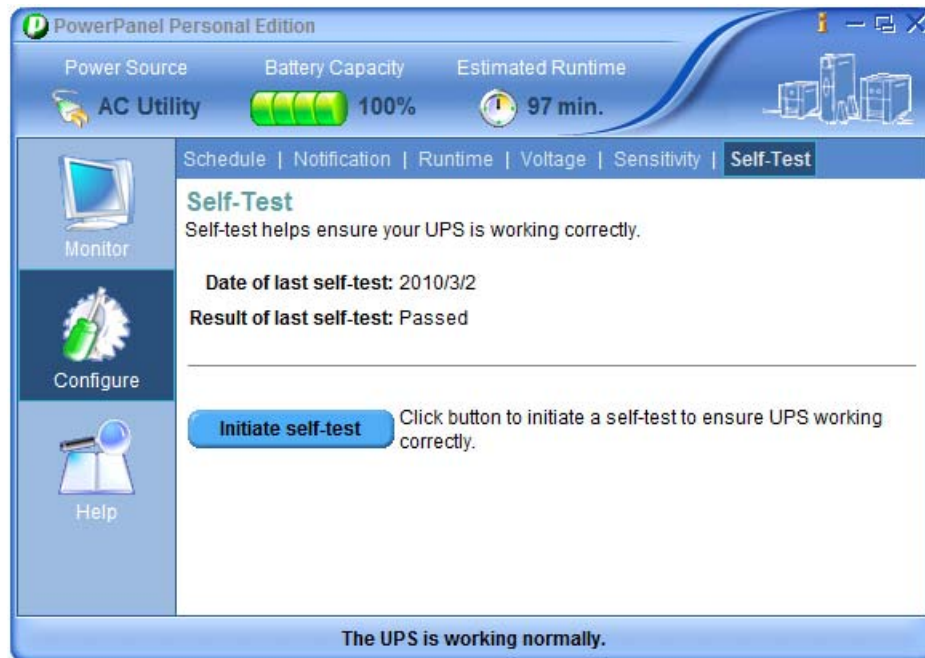 PowerPanel Personal Edition
Power Source Battery Capacity Estimated Runtime
AC Utility 100% 97 min.
Schedule | Notification | Runtime | Voltage | Sensitivity | Self-Test
Monitor
Configure
Help
Self-Test
Self-test helps ensure your UPS is working correctly.
Date of last self-test: 2010/3/2
Result of last self-test: Passed
Initiate self-test
Click button to initiate a self-test to ensure UPS working
correctly.
The UPS is working normally.